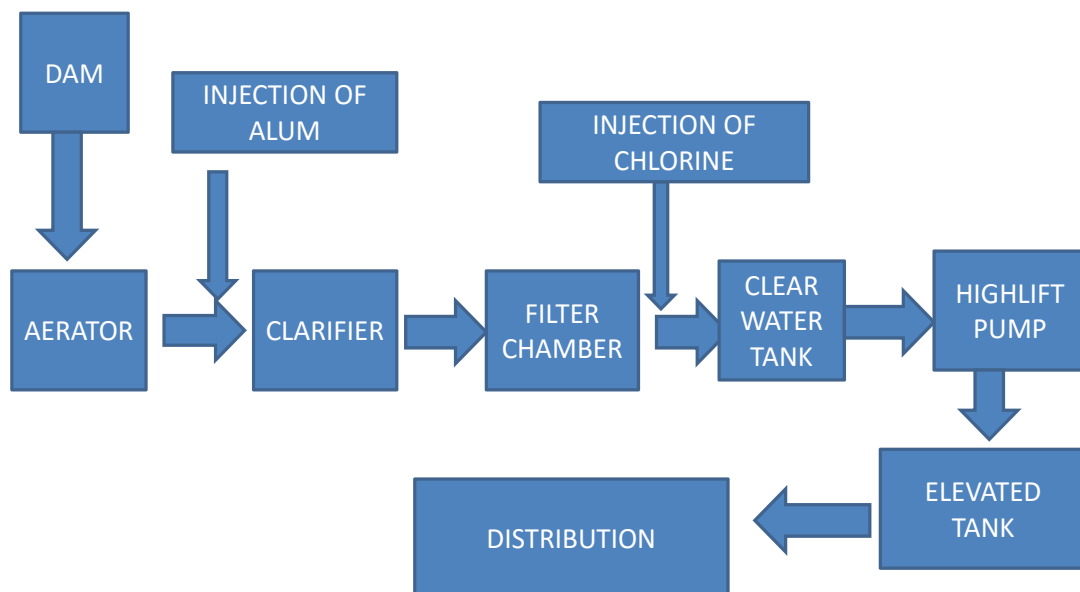 DAM
INJECTION OF
ALUM
INJECTION OF
CHLORINE
AERATOR
CLARIFIER
FILTER
CHAMBER
CLEAR
WATER
TANK
HIGHLIFT
PUMP
ELEVATED
TANK
DISTRIBUTION